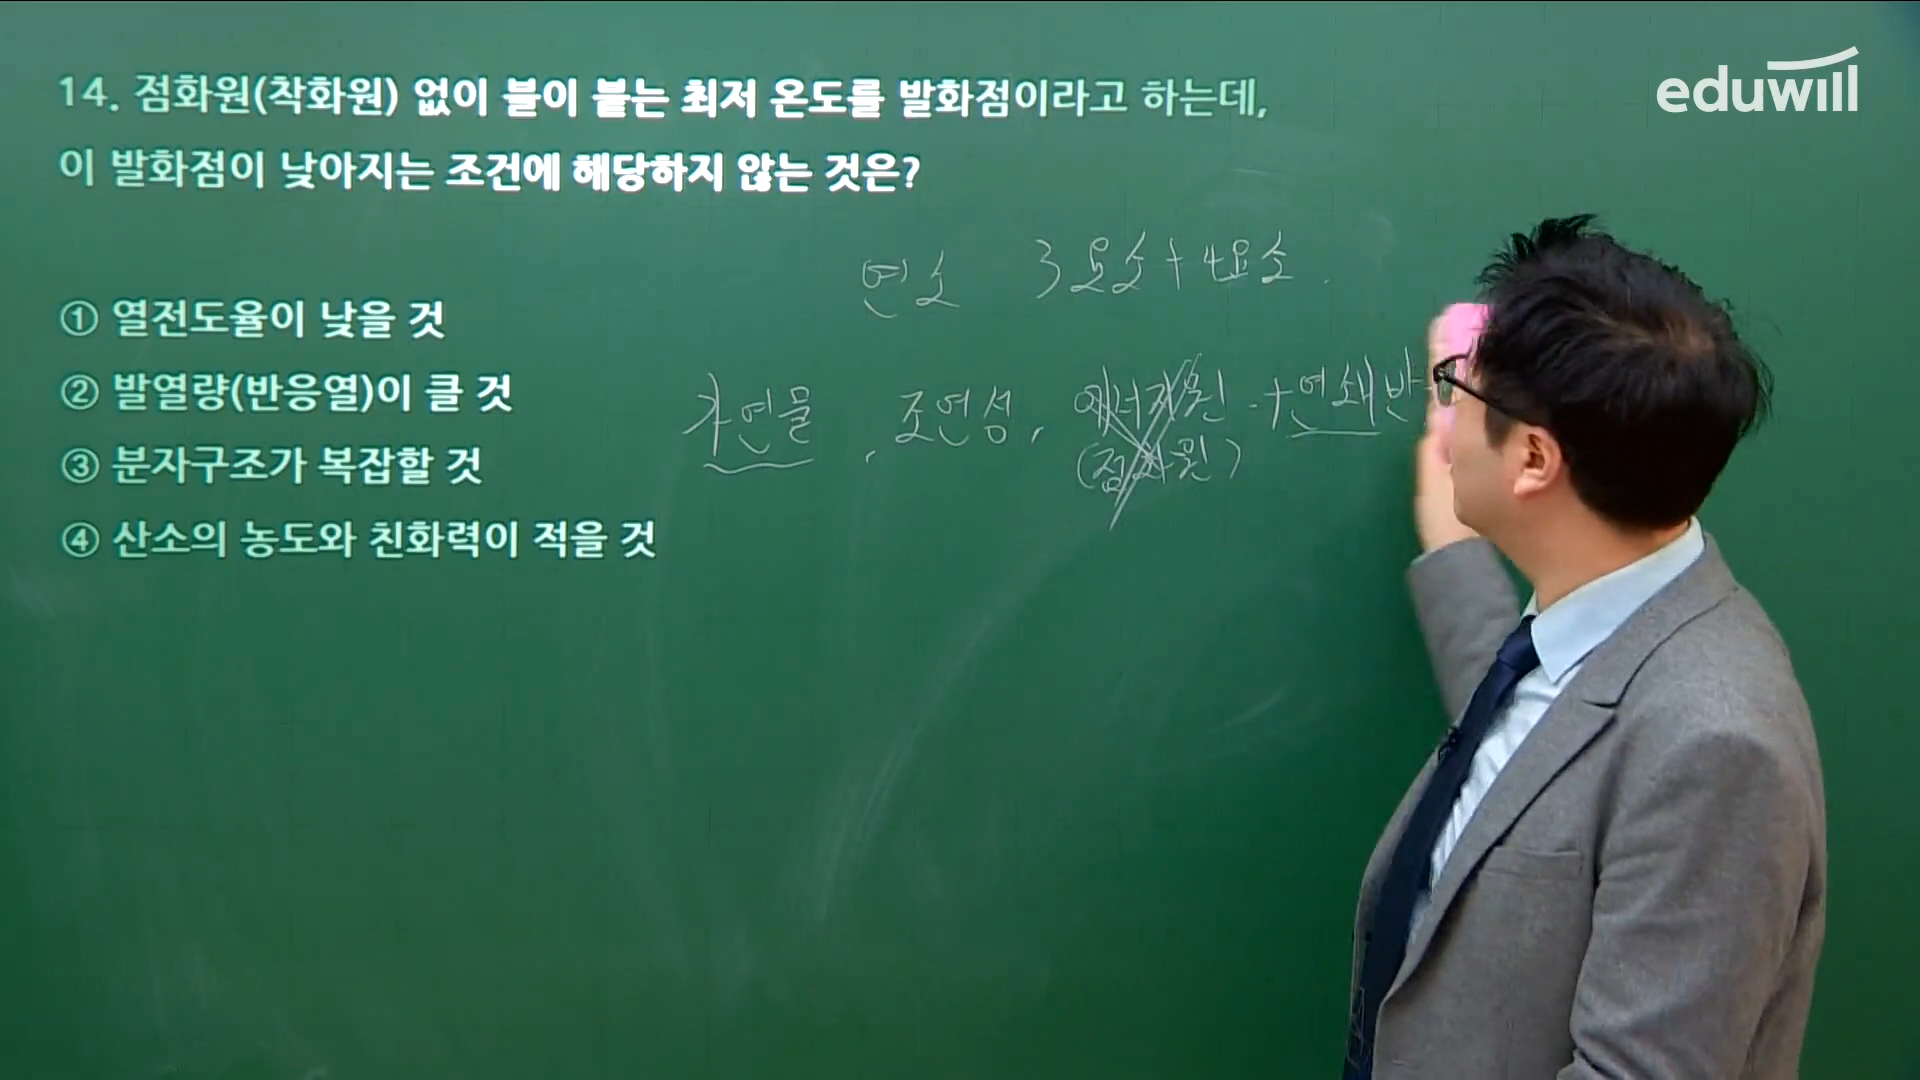 eduwill
14. 점화원(착화원) 없이 불이 붙는 최저 온도를 발화점이라고 하는데,
이 발화점이 낮아지는 조건에 해당하지 않는 것은?
① 열전도율이 낮을 것
② 발열량(반응열)이 클 것
③ 분자구조가 복잡할 것
④ 산소의 농도와 친화력이 적을 것
연소 3요소+4요소.
가연물, 조연성, 에너지원 + 연쇄반
(점화원)